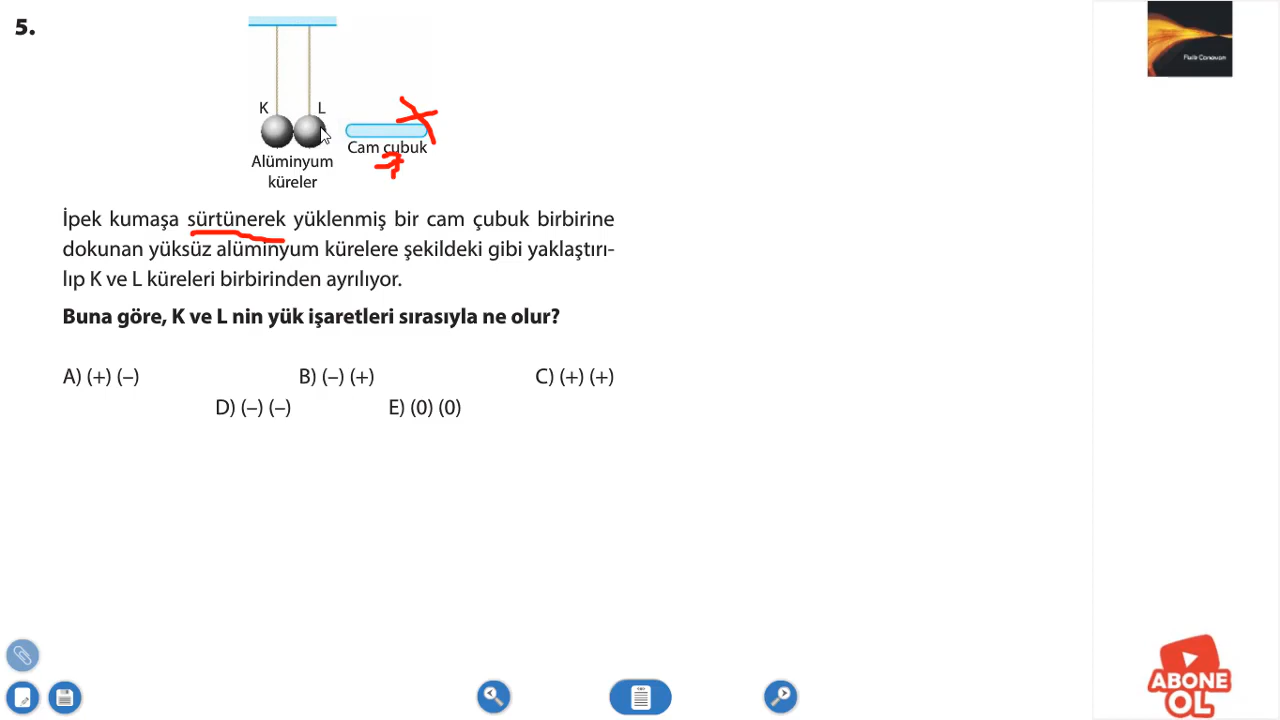 5.
K L
Alüminyum
küreler
Cam çubuk
İpek kumaşa sürtünerek yüklenmiş bir cam çubuk birbirine
dokunan yüksüz alüminyum kürelere şekildeki gibi yaklaştırı-
lıp K ve L küreleri birbirinden ayrılıyor.
Buna göre, K ve L nin yük işaretleri sırasıyla ne olur?
A) (+) (–) B) (–) (+) C) (+) (+)
D) (–) (–) E) (0) (0)
ABONE
OL